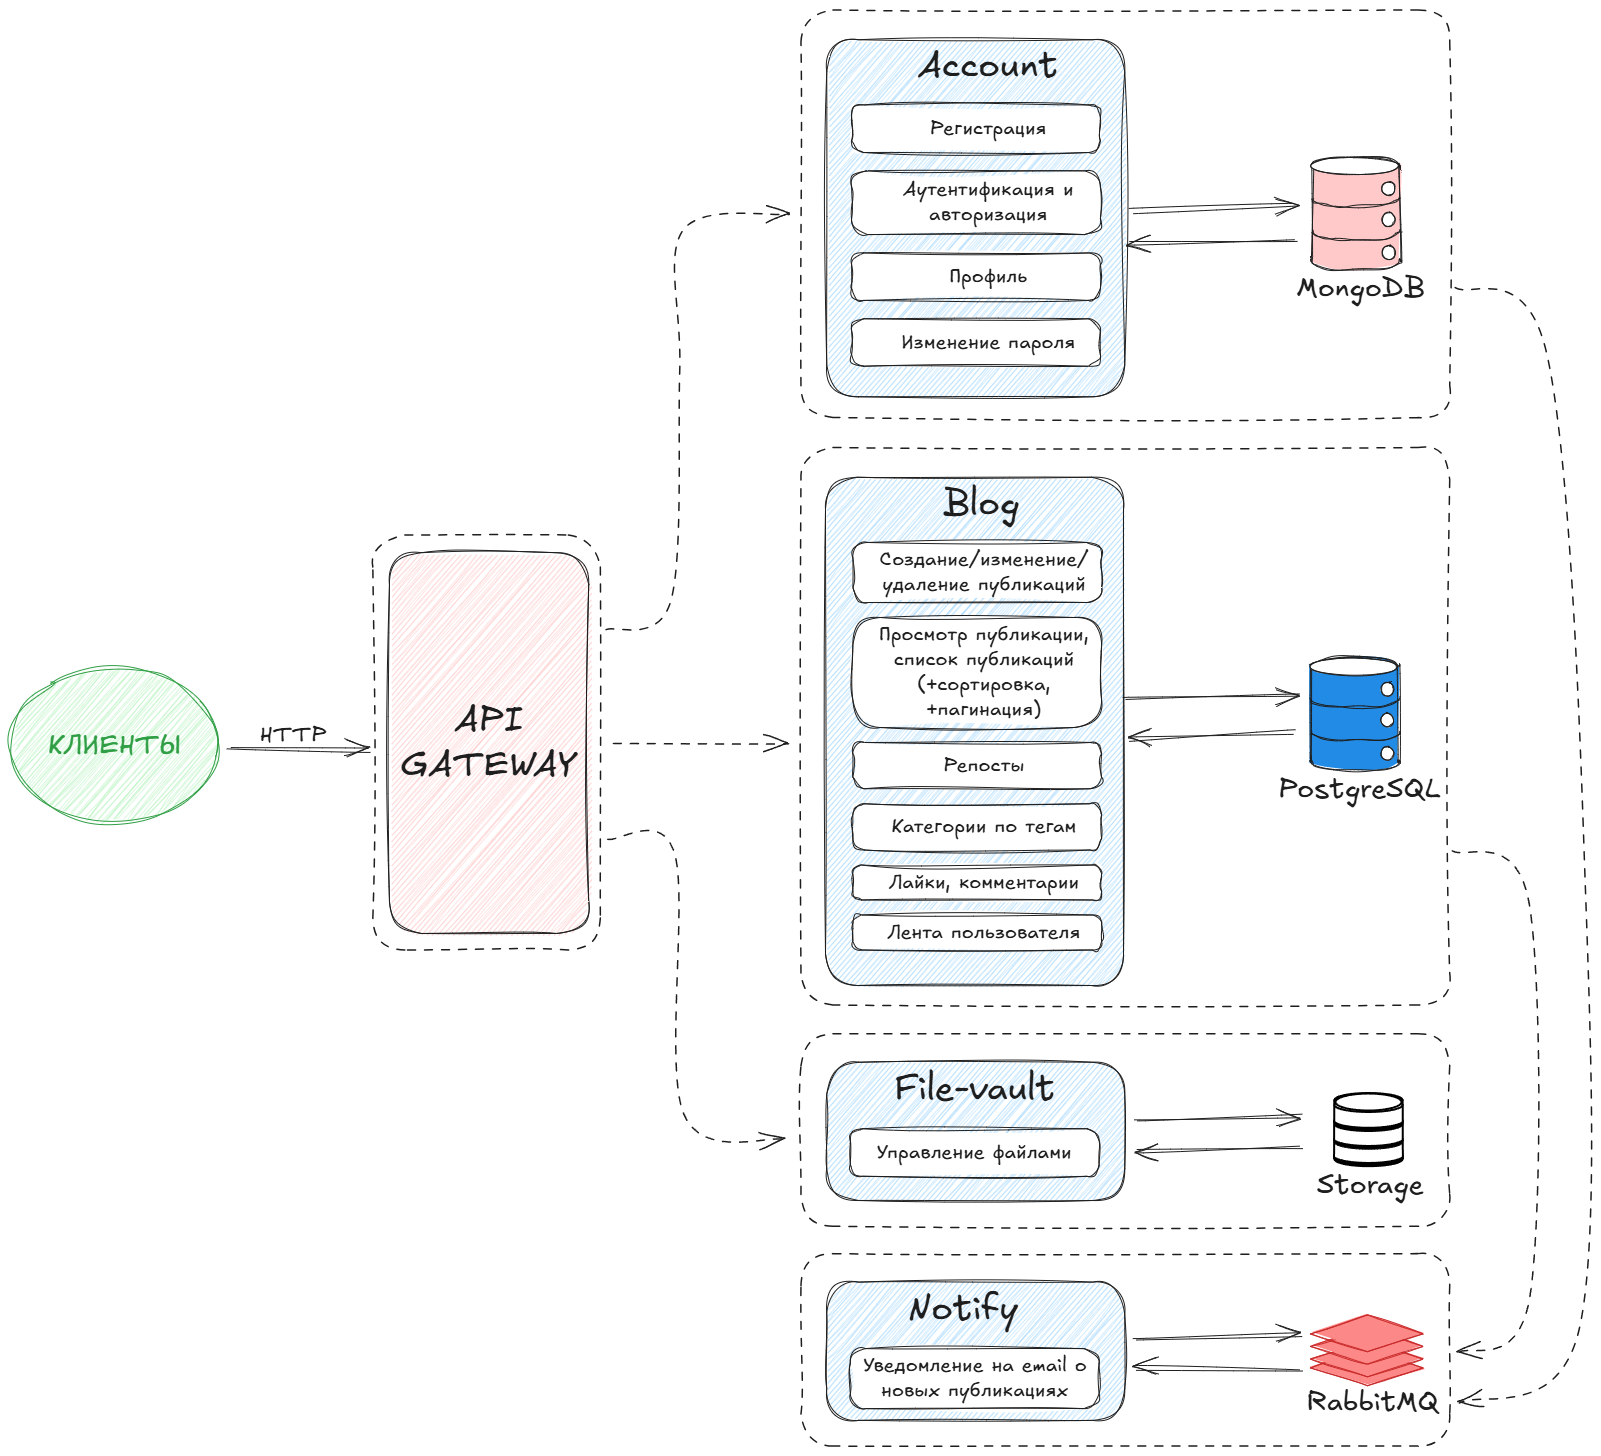 Account
Регистрация
Аутентификация и
авторизация
Профиль
Изменение пароля
MongoDB
Blog
Создание/изменение/
удаление публикаций
Просмотр публикации,
список публикаций
(+сортировка,
+пагинация)
Репосты
Категории по тегам
Лайки, комментарии
Лента пользователя
PostgreSQL
КЛИЕНТЫ
HTTP
API
GATEWAY
File-vault
Управление файлами
Storage
Notify
Уведомление на email о
новых публикациях
RabbitMQ